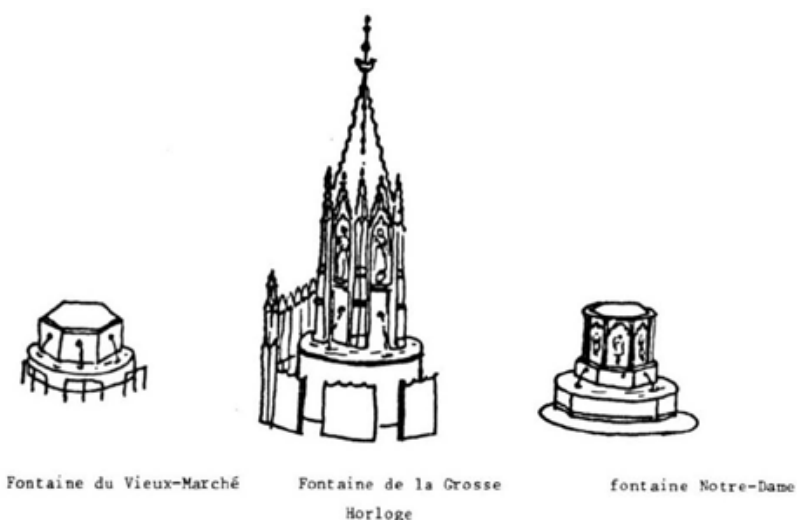 Fontaine du Vieux-Marché
Fontaine de la Grosse
Horloge
fontaine Notre-Dame